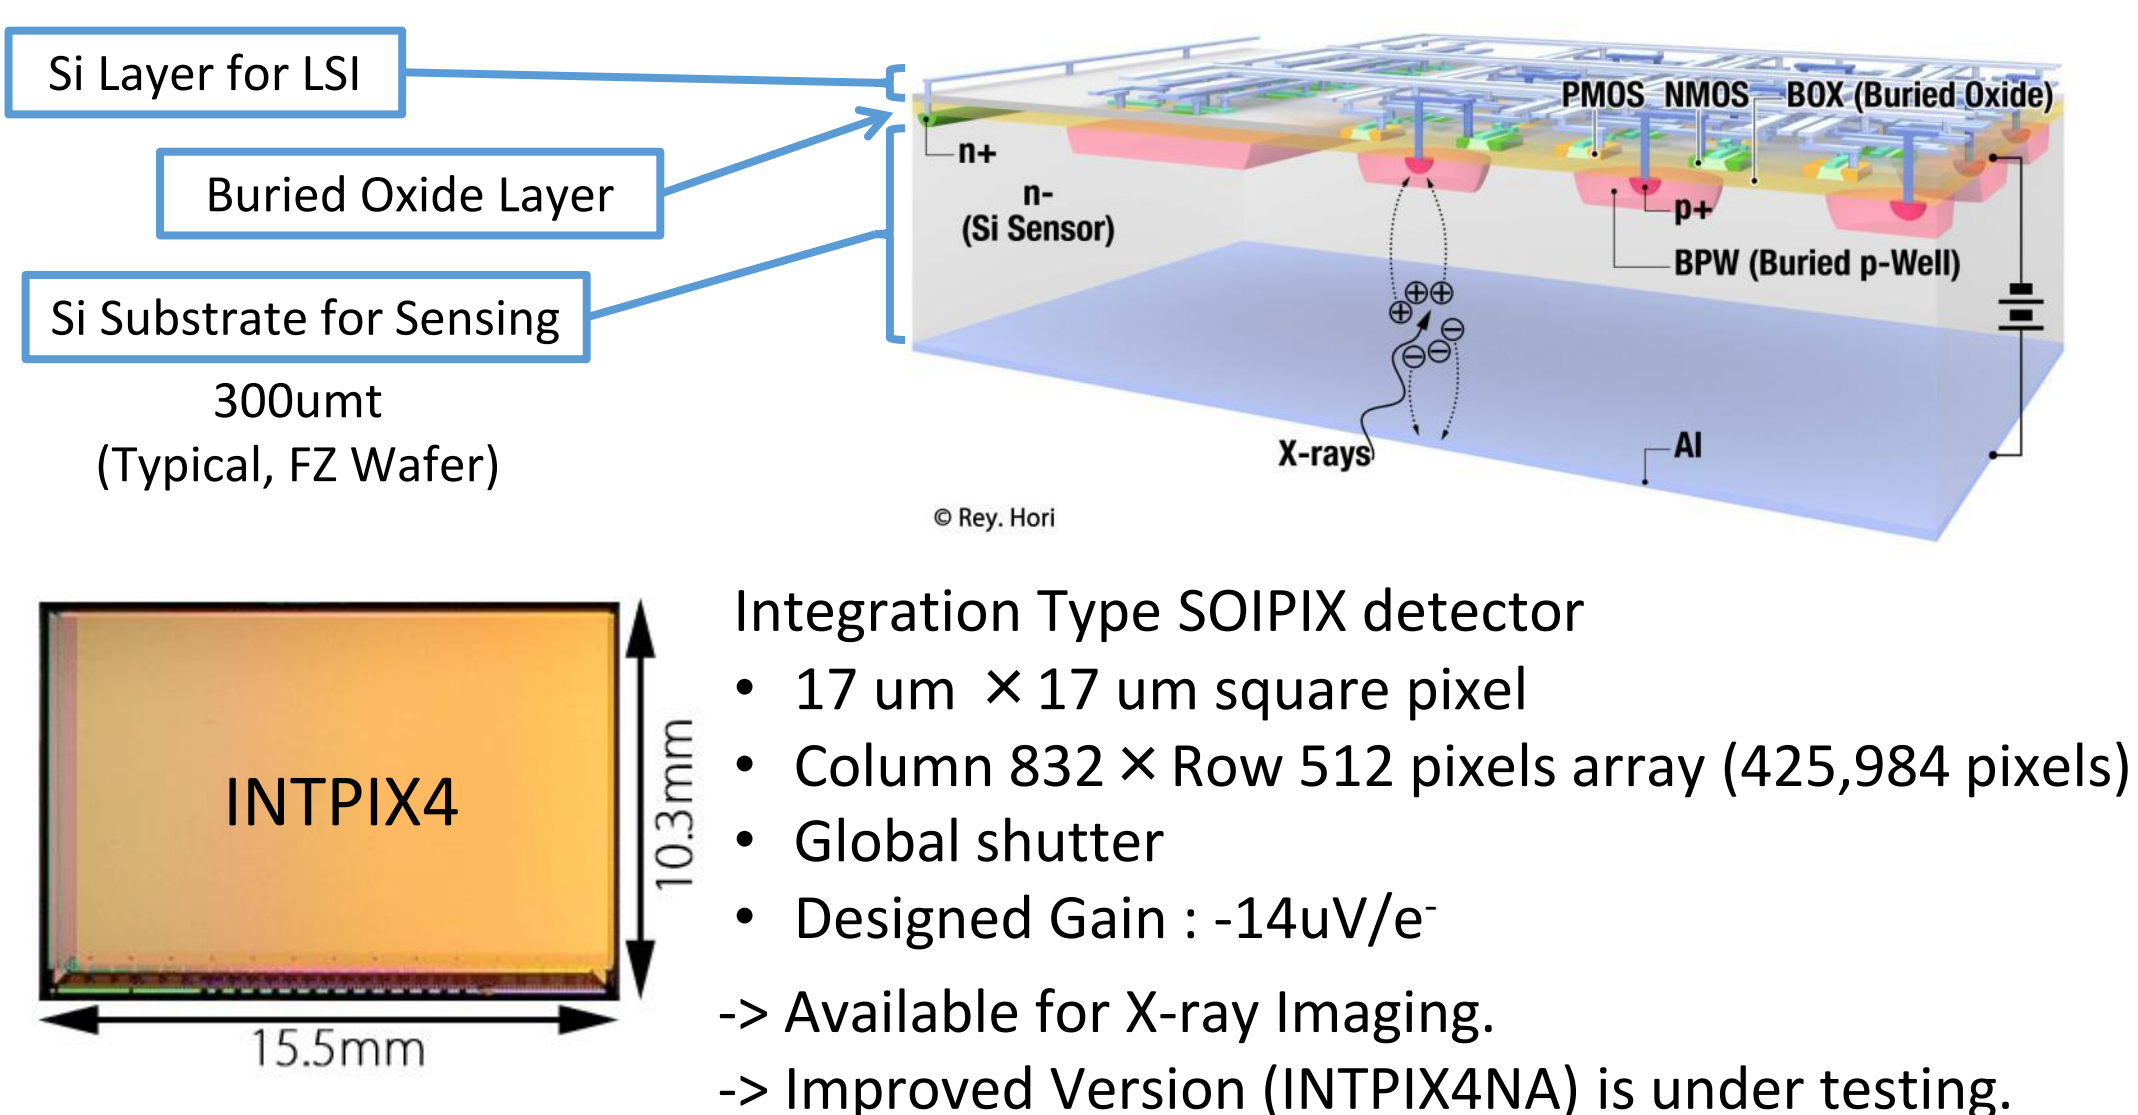 Si Layer for LSI
Buried Oxide Layer
Si Substrate for Sensing
300umt
(Typical, FZ Wafer)
PMOS NMOS BOX (Buried Oxide)
n+
n-
(Si Sensor)
p+
BPW (Buried p-Well)
X-rays
Al
© Rey. Hori
INTPIX4
10.3mm
15.5mm
Integration Type SOIPIX detector
• 17 um × 17 um square pixel
• Column 832 × Row 512 pixels array (425,984 pixels)
• Global shutter
• Designed Gain : -14uV/e-
-> Available for X-ray Imaging.
-> Improved Version (INTPIX4NA) is under testing.